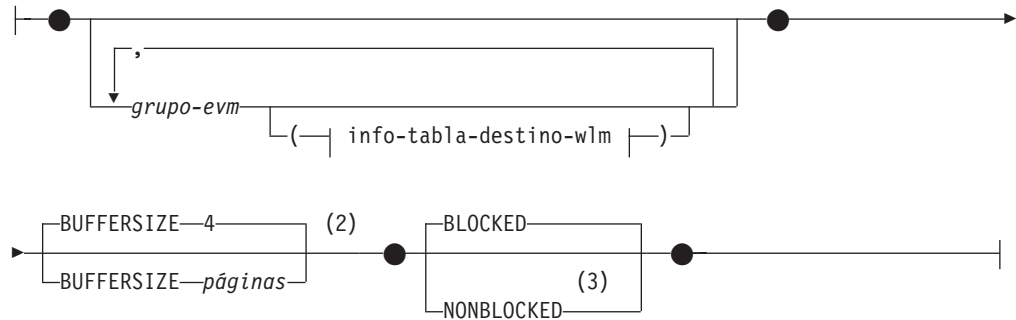 ,
grupo-evm
( info-tabla-destino-wlm )
BUFFERSIZE 4 (2) BLOCKED
BUFFERSIZE páginas (3)
NONBLOCKED